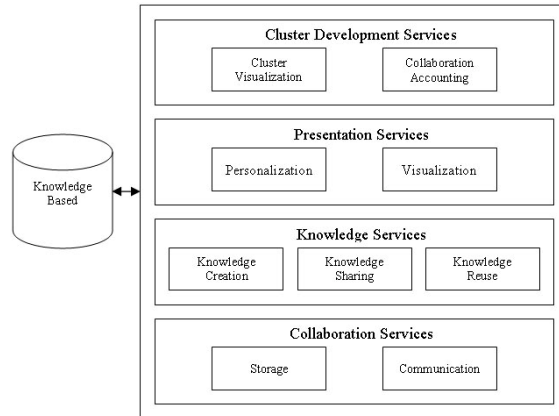 Cluster Development Services
Cluster
Visualization
Collaboration
Accounting
Presentation Services
Personalization
Visualization
Knowledge
Based
Knowledge Services
Knowledge
Creation
Knowledge
Sharing
Knowledge
Reuse
Collaboration Services
Storage
Communication